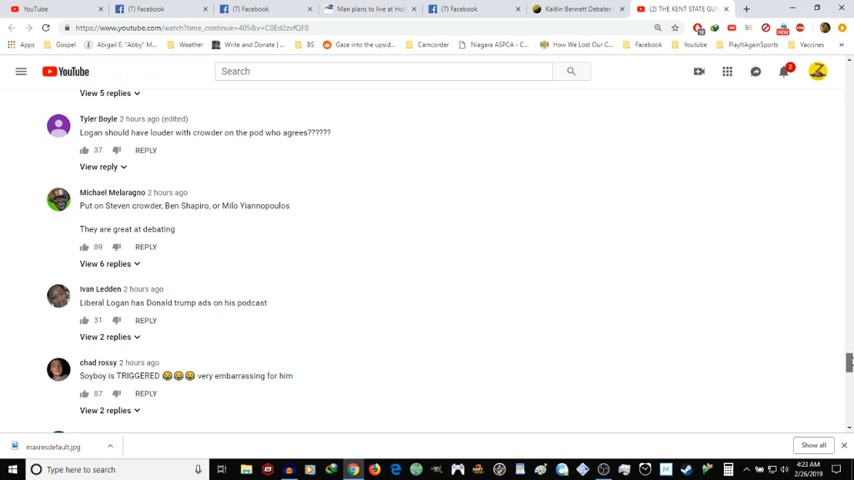 YouTube
(7) Facebook
(7) Facebook
Man plans to live at Ho
(7) Facebook
Kaitlin Bennett Debates
(2) THE KENT STATE GU
https://www.youtube.com/watch?time_continue=405&v=C0Ed2zvfQF8
Apps
Gospel
Abigail E. "Abby" M...
Weather
Write and Donate |...
BS
Gaze into the upsid...
Camcorder
Niagara ASPCA - C...
How We Lost Our C...
Facebook
Youtube
PlayItAgainSports
Vaccines
YouTube
Search
2
View 5 replies
Tyler Boyle 2 hours ago (edited)
Logan should have louder with crowder on the pod who agrees??????
37 REPLY
View reply
Michael Melaragno 2 hours ago
Put on Steven crowder, Ben Shapiro, or Milo Yiannopoulos
They are great at debating
89 REPLY
View 6 replies
Ivan Ledden 2 hours ago
Liberal Logan has Donald trump ads on his podcast
31 REPLY
View 2 replies
chad rossy 2 hours ago
Soyboy is TRIGGERED 😂😂😂 very embarrassing for him
87 REPLY
View 2 replies
maxresdefault.jpg
Show all
Type here to search
4:23 AM
2/26/2019